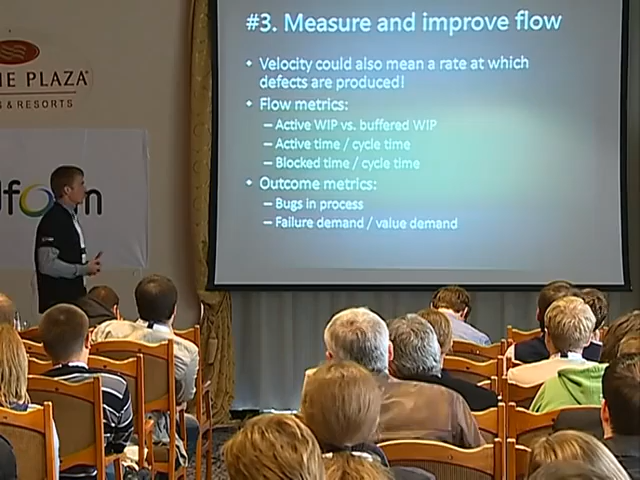 #3. Measure and improve flow
• Velocity could also mean a rate at which
defects are produced!
• Flow metrics:
– Active WIP vs. buffered WIP
– Active time / cycle time
– Blocked time / cycle time
• Outcome metrics:
– Bugs in process
– Failure demand / value demand
NE PLAZA
S & RESORTS